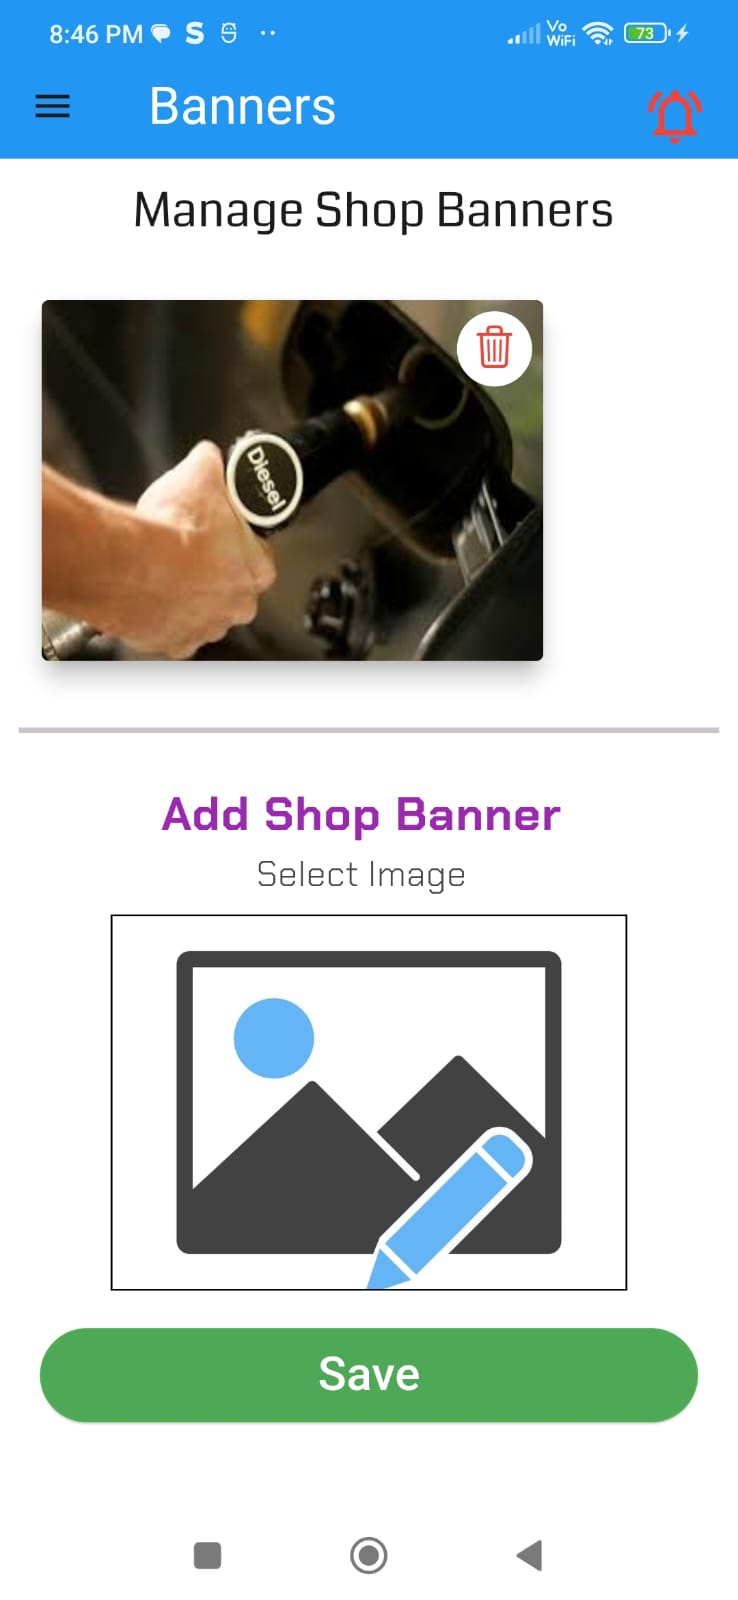 8:46 PM S
Vo
WiFi
73
Banners
Manage Shop Banners
Diesel
Add Shop Banner
Select Image
Save